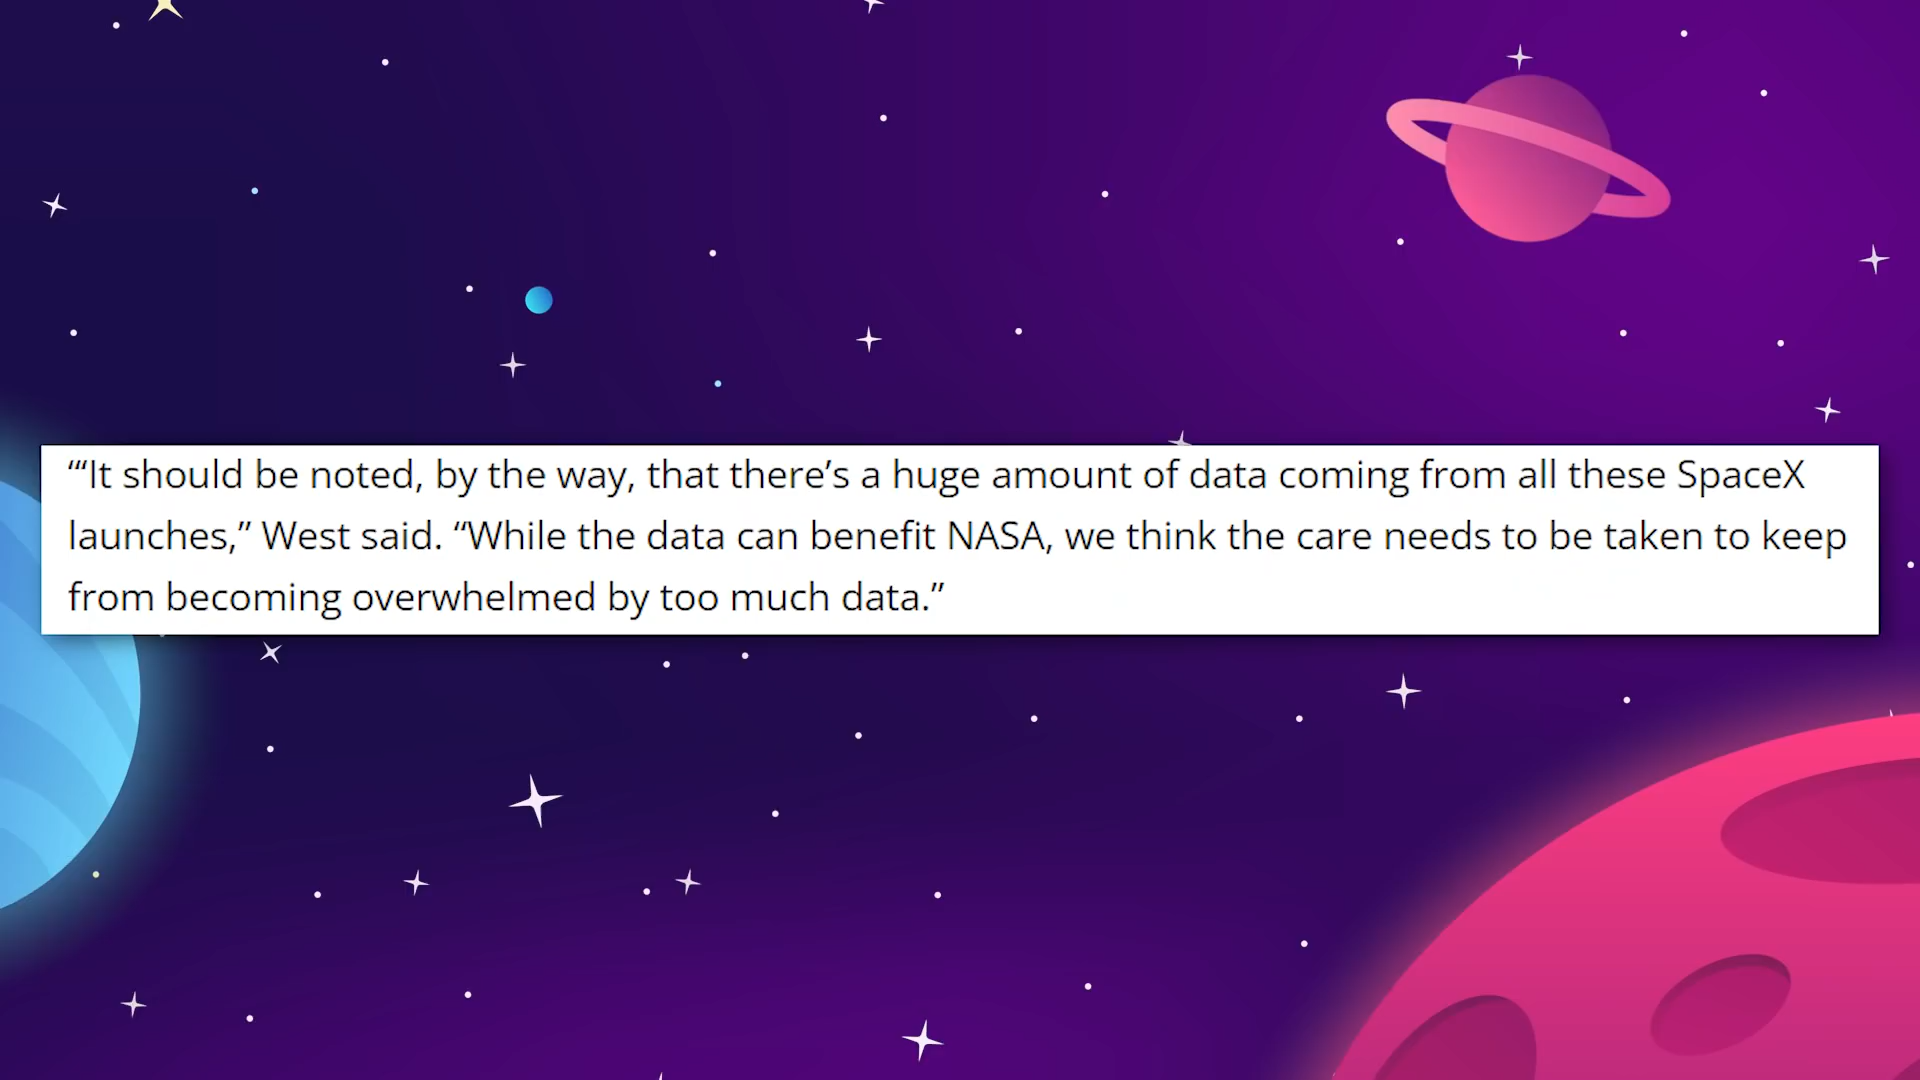 “‘It should be noted, by the way, that there’s a huge amount of data coming from all these SpaceX
launches,” West said. “While the data can benefit NASA, we think the care needs to be taken to keep
from becoming overwhelmed by too much data.”